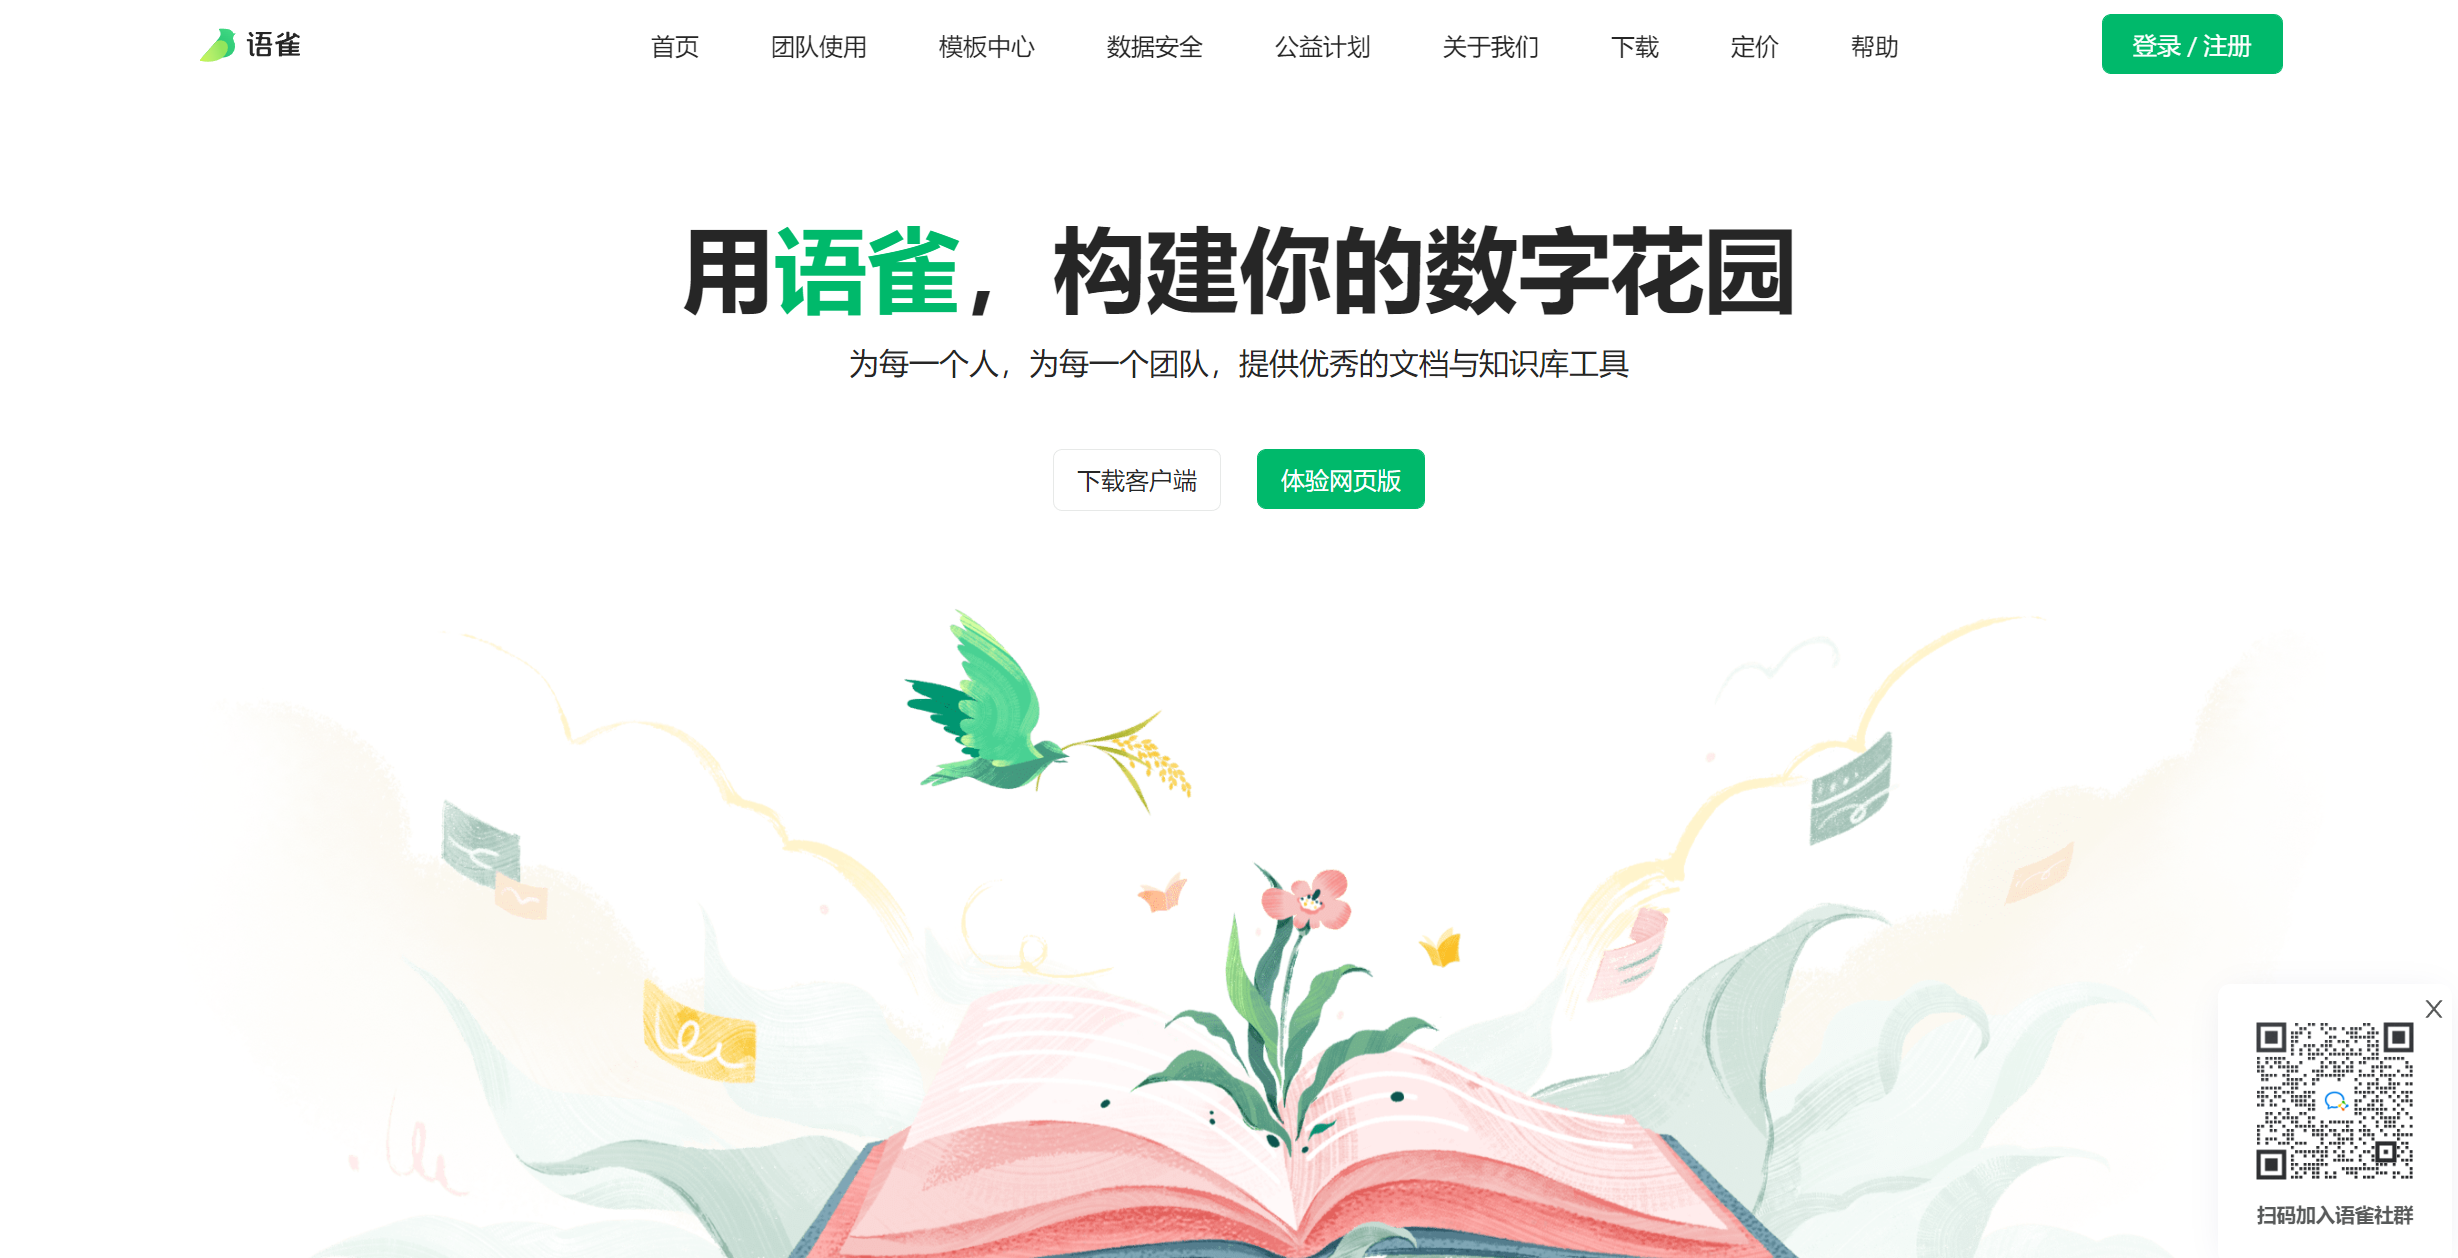 语雀
首页 团队使用 模板中心 数据安全 公益计划 关于我们 下载 定价 帮助
登录 / 注册
用语雀，构建你的数字花园
为每一个人，为每一个团队，提供优秀的文档与知识库工具
下载客户端 体验网页版
扫码加入语雀社群